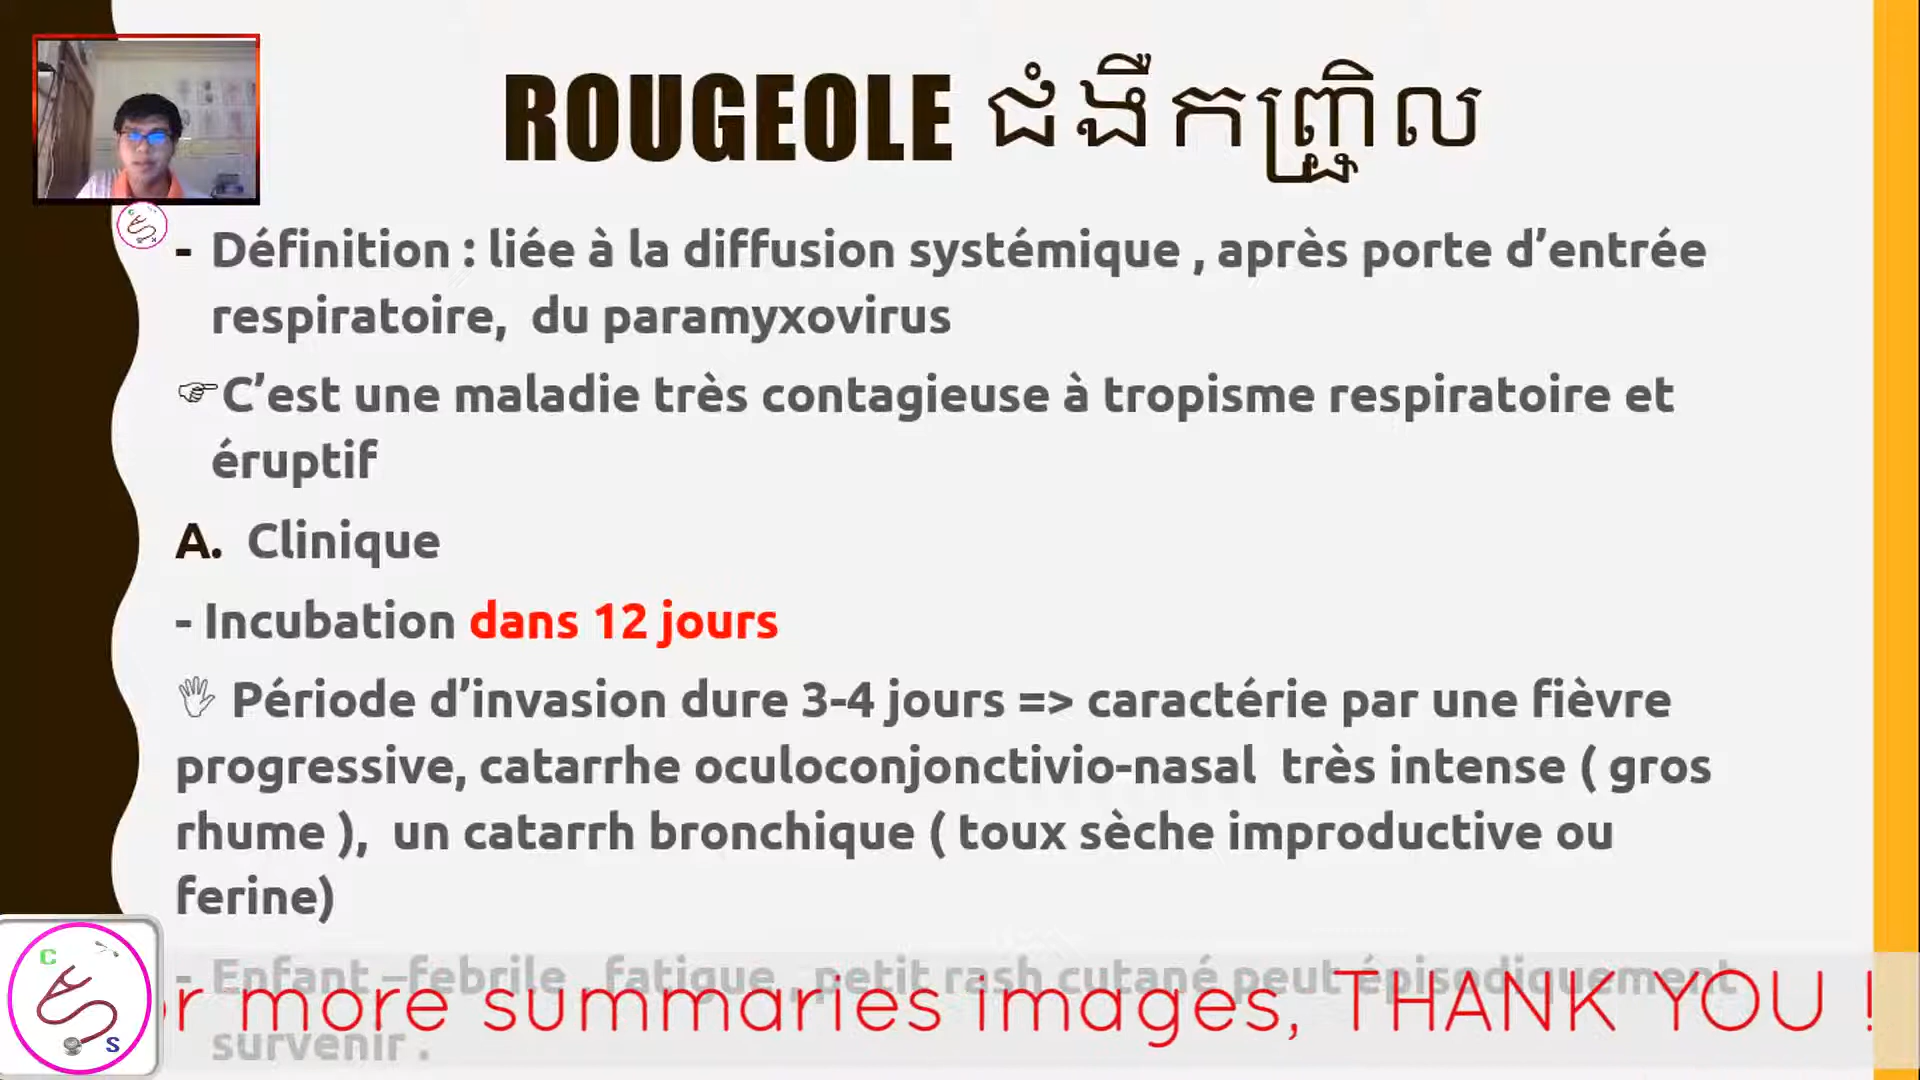 ROUGEOLE ជំងឺកញ្ជ្រិល
- Définition : liée à la diffusion systémique , après porte d’entrée
respiratoire, du paramyxovirus
☞C’est une maladie très contagieuse à tropisme respiratoire et
éruptif
A. Clinique
- Incubation dans 12 jours
🖐 Période d’invasion dure 3-4 jours => caractérie par une fièvre
progressive, catarrhe oculoconjonctivio-nasal très intense ( gros
rhume ), un catarrh bronchique ( toux sèche improductive ou
ferine)
- Enfant –febrile , fatigue , petit rash cutané peut épisodiquement
survenir .
or more summaries images, THANK YOU !
C
S